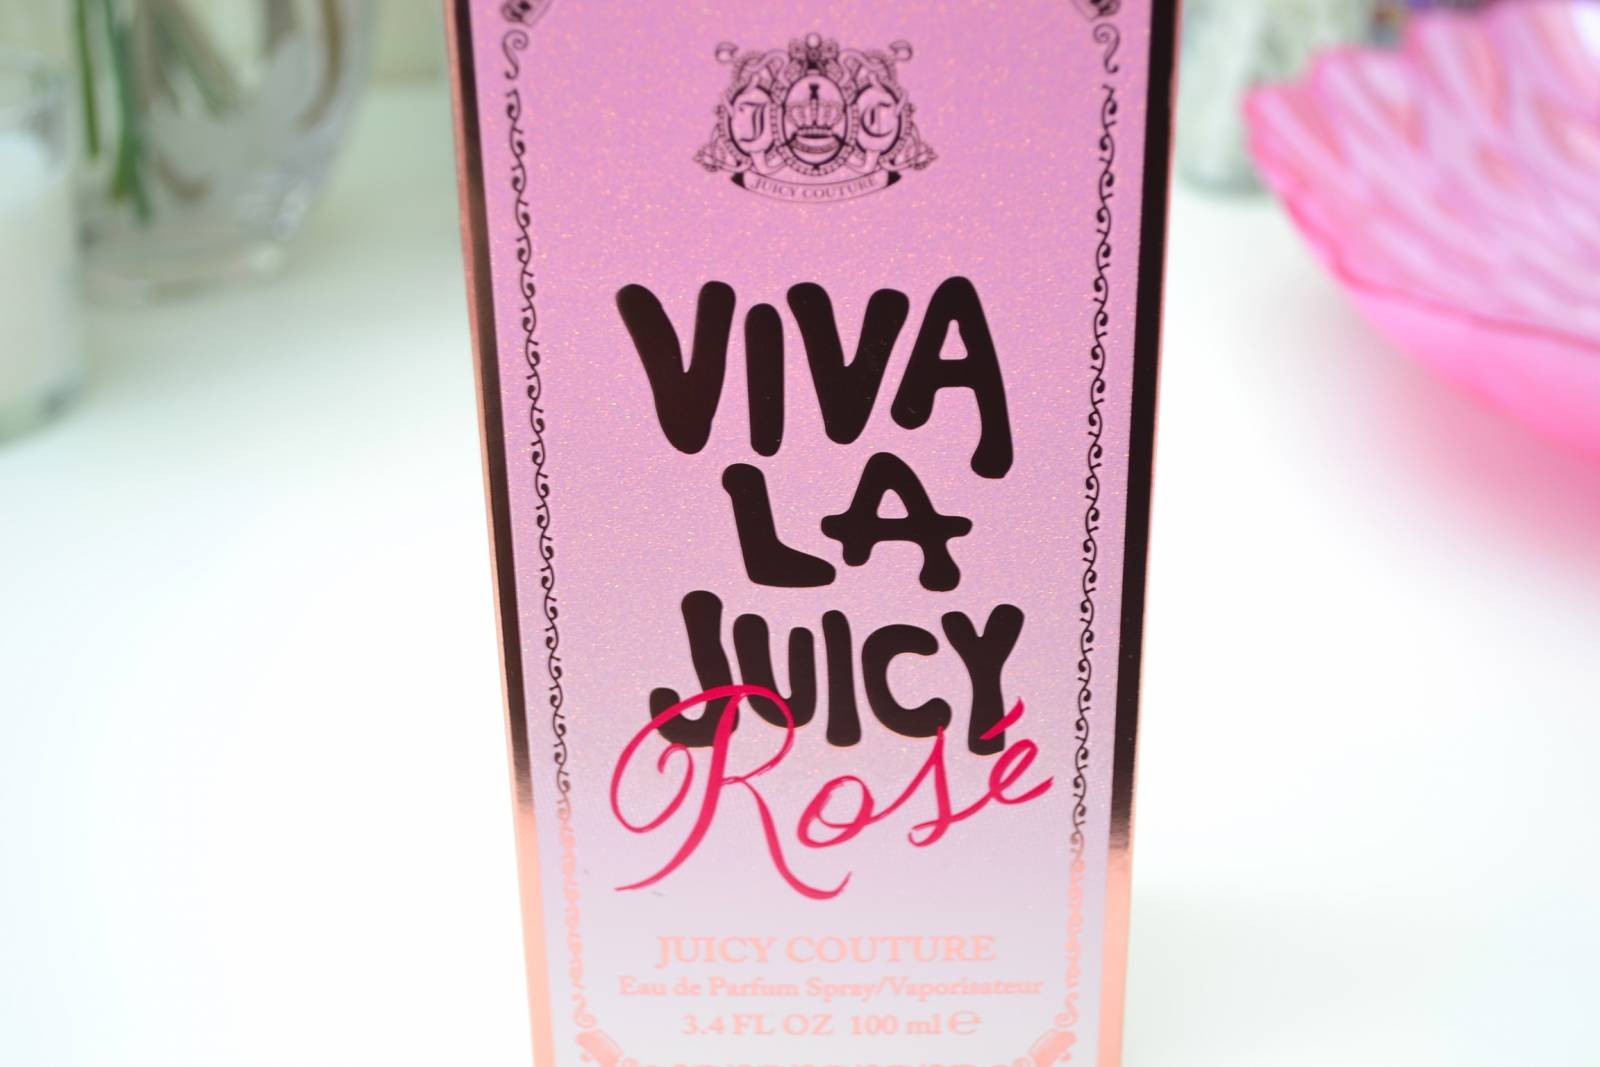 J C
JUICY COUTURE
VIVA
LA
JUICY
Rosé
JUICY COUTURE
Eau de Parfum Spray/Vaporisateur
3.4 FL OZ 100 ml ℮